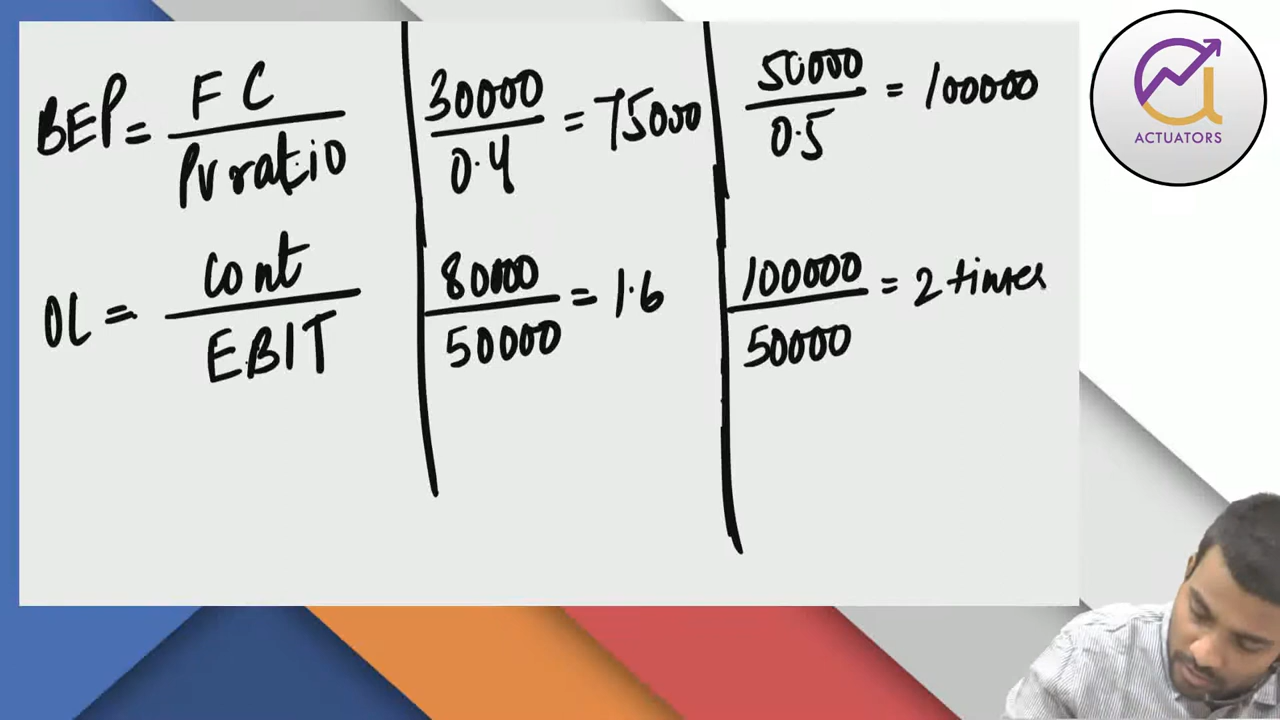 BEP = FC / PV ratio
30000 / 0.4 = 75000
50000 / 0.5 = 100000
OL = Cont / EBIT
80000 / 50000 = 1.6
100000 / 50000 = 2 times
ACTUATORS